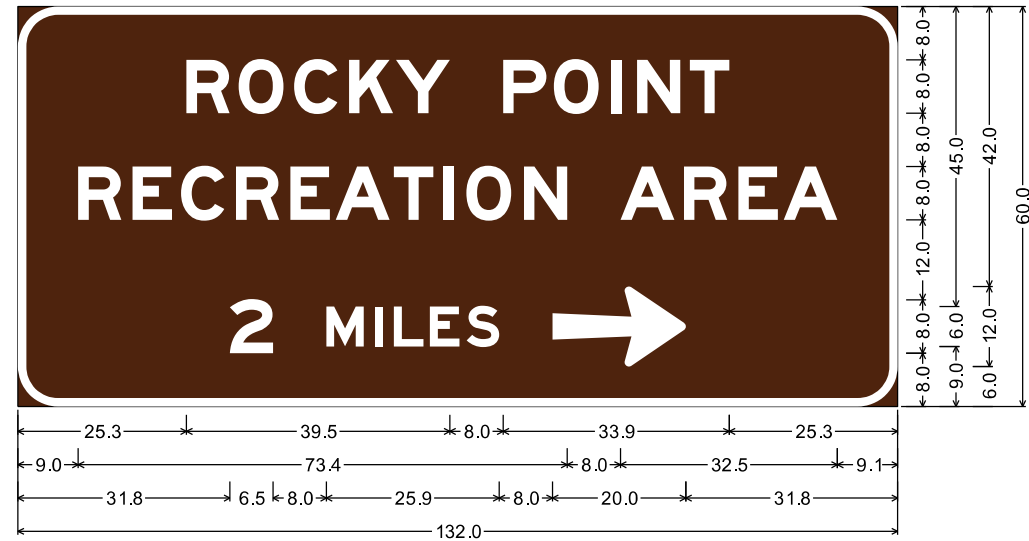 ROCKY POINT
RECREATION AREA
2 MILES
8.0 8.0 8.0 8.0 12.0 8.0 8.0
45.0 6.0 9.0
42.0 12.0 6.0
60.0
25.3 39.5 8.0 33.9 25.3
9.0 73.4 8.0 32.5 9.1
31.8 6.5 8.0 25.9 8.0 20.0 31.8
132.0